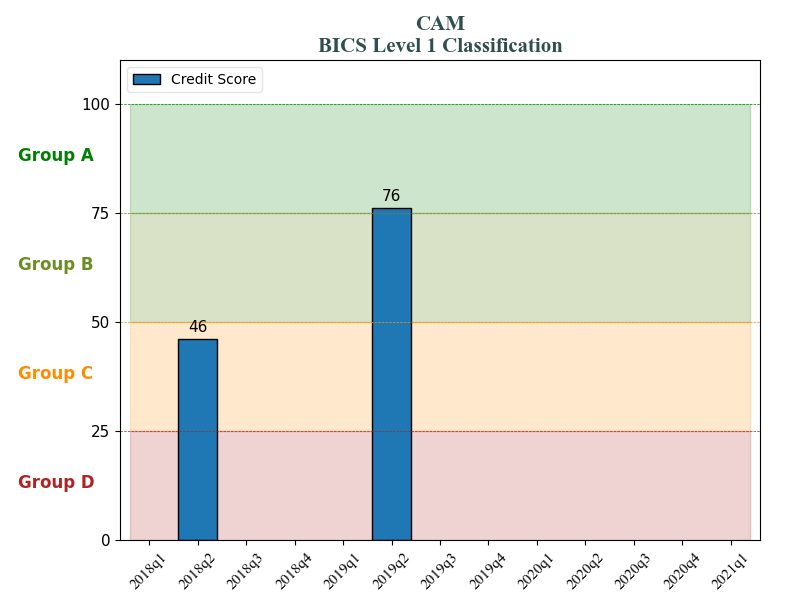 CAM
BICS Level 1 Classification
Credit Score
100
Group A
76
75
Group B
50
46
Group C
25
Group D
0
2018q1 2018q2 2018q3 2018q4 2019q1 2019q2 2019q3 2019q4 2020q1 2020q2 2020q3 2020q4 2021q1